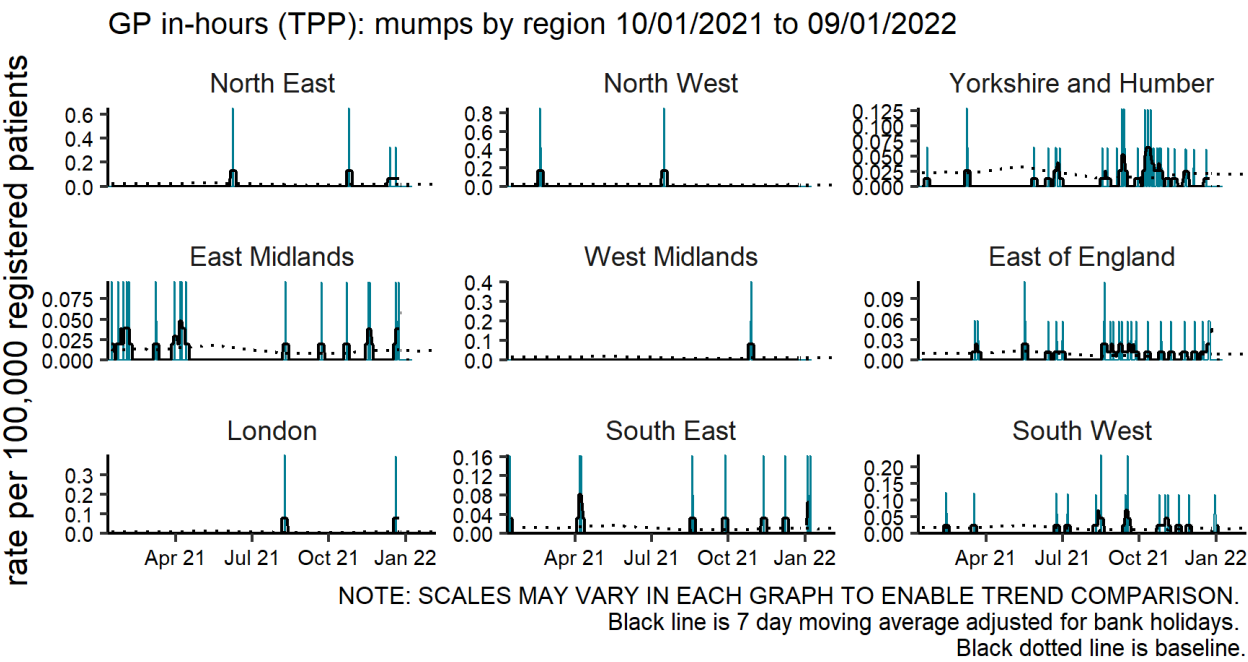 GP in-hours (TPP): mumps by region 10/01/2021 to 09/01/2022
rate per 100,000 registered patients
North East
0.6
0.4
0.2
0.0
North West
0.8
0.6
0.4
0.2
0.0
Yorkshire and Humber
0.125
0.100
0.075
0.050
0.025
0.000
East Midlands
0.075
0.050
0.025
0.000
West Midlands
0.4
0.3
0.2
0.1
0.0
East of England
0.09
0.06
0.03
0.00
London
0.3
0.2
0.1
0.0
Apr 21 Jul 21 Oct 21 Jan 22
South East
0.16
0.12
0.08
0.04
0.00
Apr 21 Jul 21 Oct 21 Jan 22
South West
0.20
0.15
0.10
0.05
0.00
Apr 21 Jul 21 Oct 21 Jan 22
NOTE: SCALES MAY VARY IN EACH GRAPH TO ENABLE TREND COMPARISON.
Black line is 7 day moving average adjusted for bank holidays.
Black dotted line is baseline.